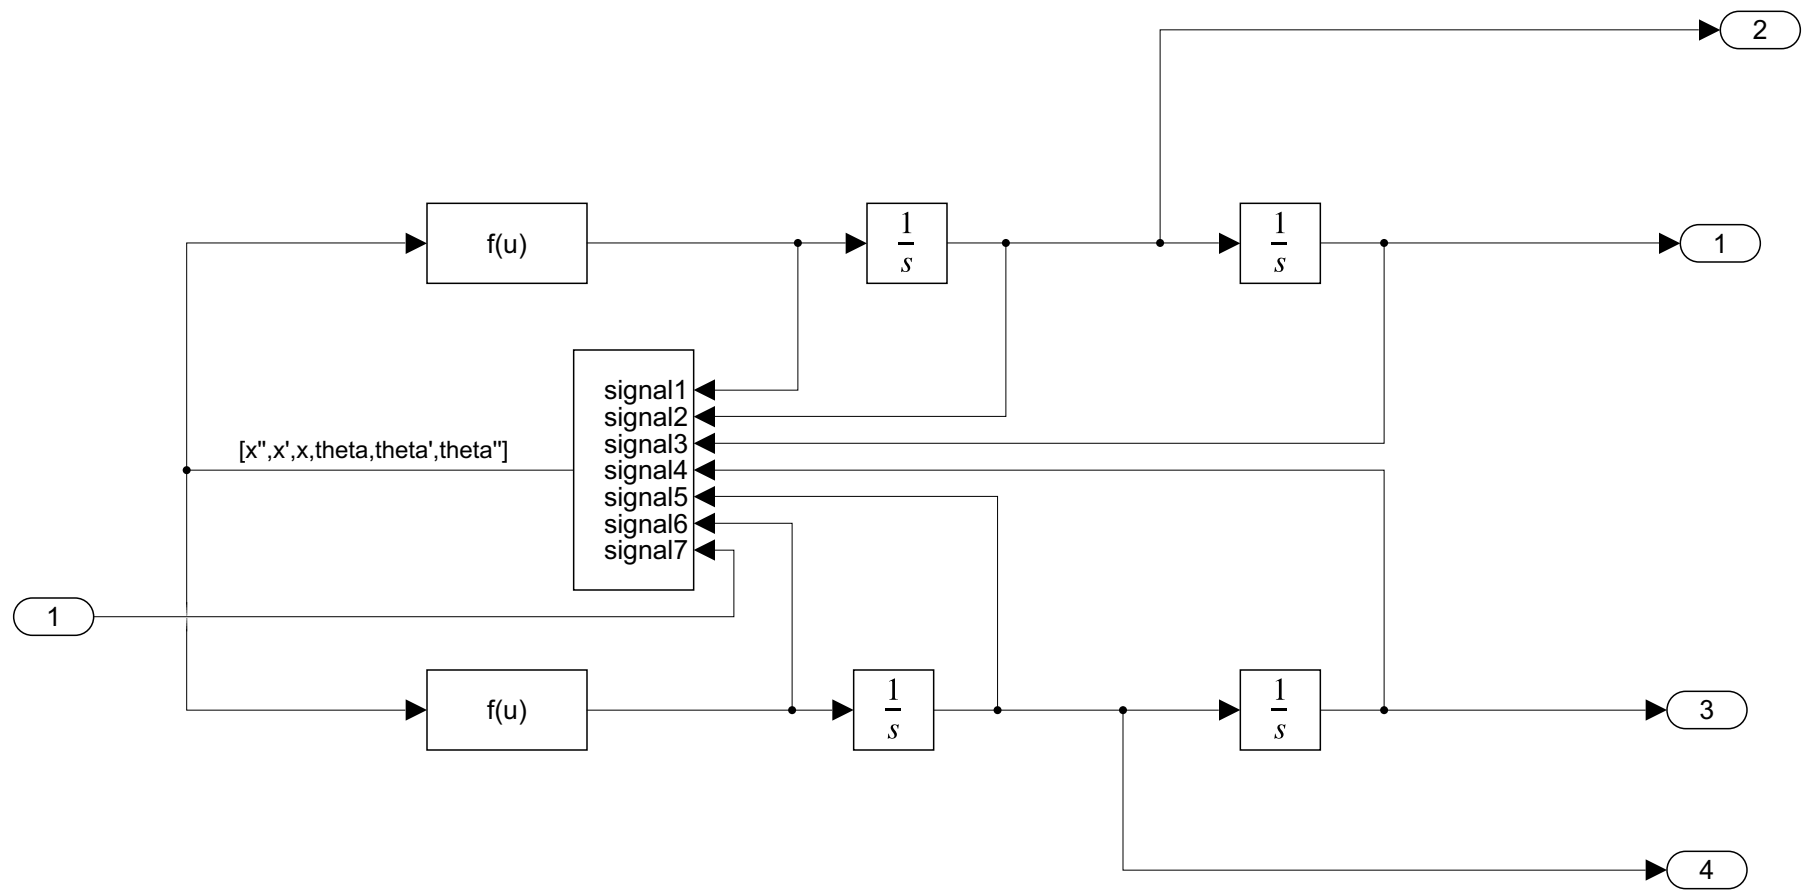 2
f(u)
1
s
1
s
1
signal1
signal2
signal3
[x'',x',x,theta,theta',theta'']
signal4
signal5
signal6
signal7
1
f(u)
1
s
1
s
3
4